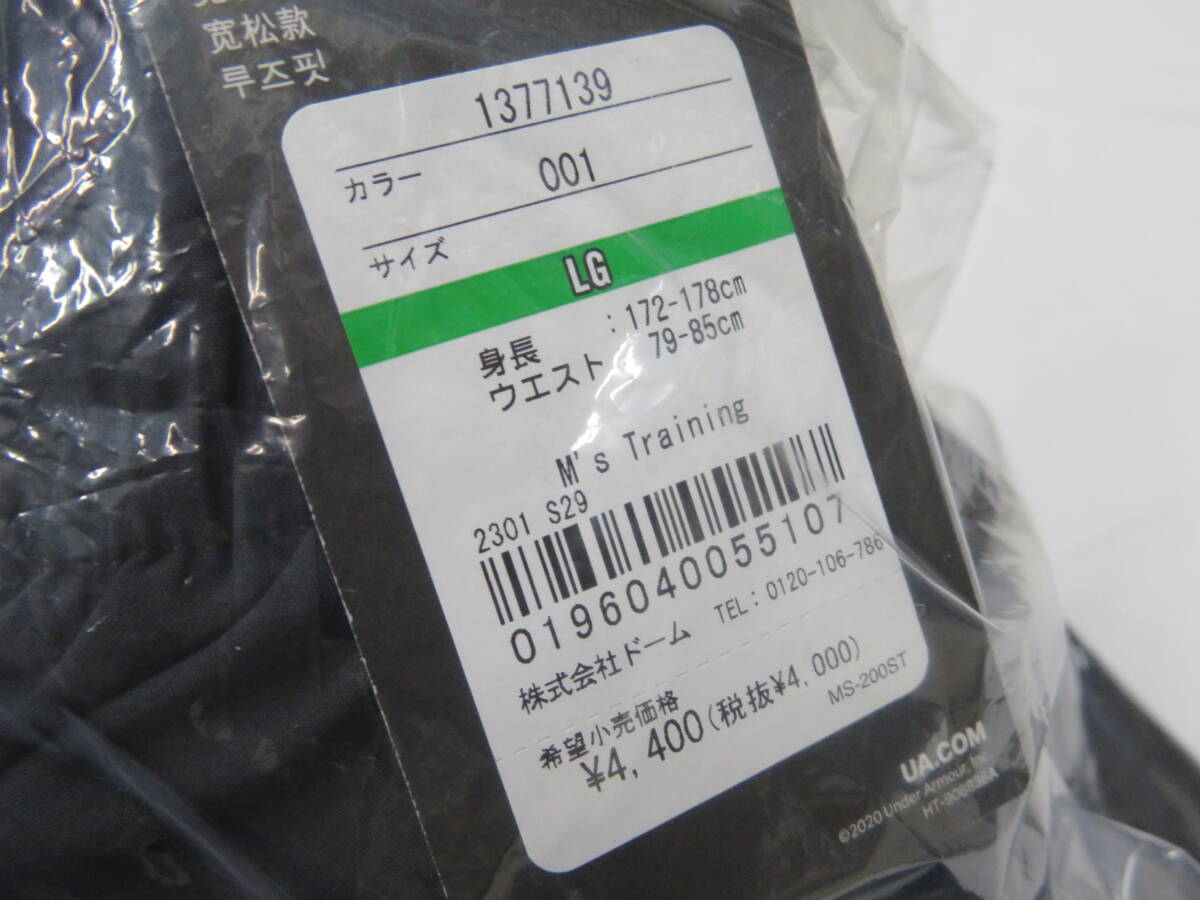 宽松款
루즈핏
1377139
カラー 001
サイズ
LG
身長 : 172-178cm
ウエスト : 79-85cm
M's Training
2301 S29
0196040055107
株式会社ドーム TEL: 0120-106-786
希望小売価格
¥4,400(税抜¥4,000)
MS-200ST
UA.COM
©2020 Under Armour, Inc.